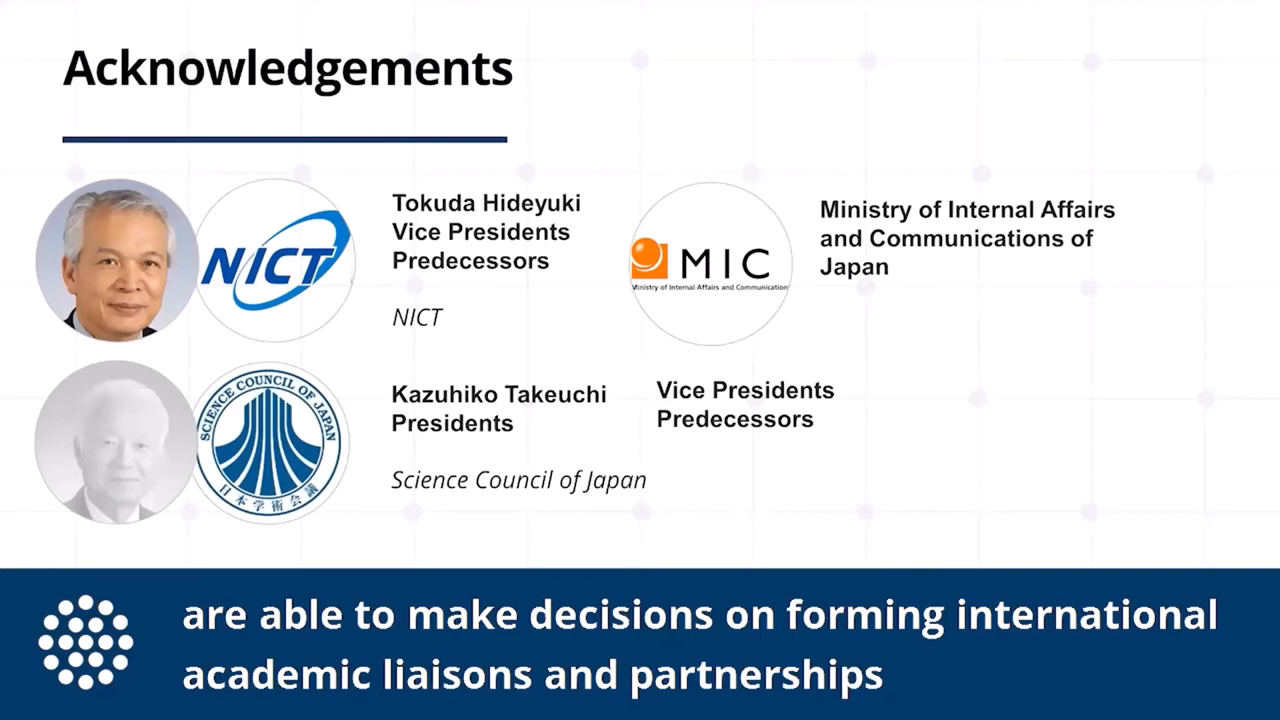 Acknowledgements
NICT
Tokuda Hideyuki
Vice Presidents
Predecessors
NICT
MIC
Ministry of Internal Affairs and Communication
Ministry of Internal Affairs
and Communications of
Japan
SCIENCE COUNCIL OF JAPAN
日本学術会議
Kazuhiko Takeuchi
Presidents
Science Council of Japan
Vice Presidents
Predecessors
are able to make decisions on forming international
academic liaisons and partnerships